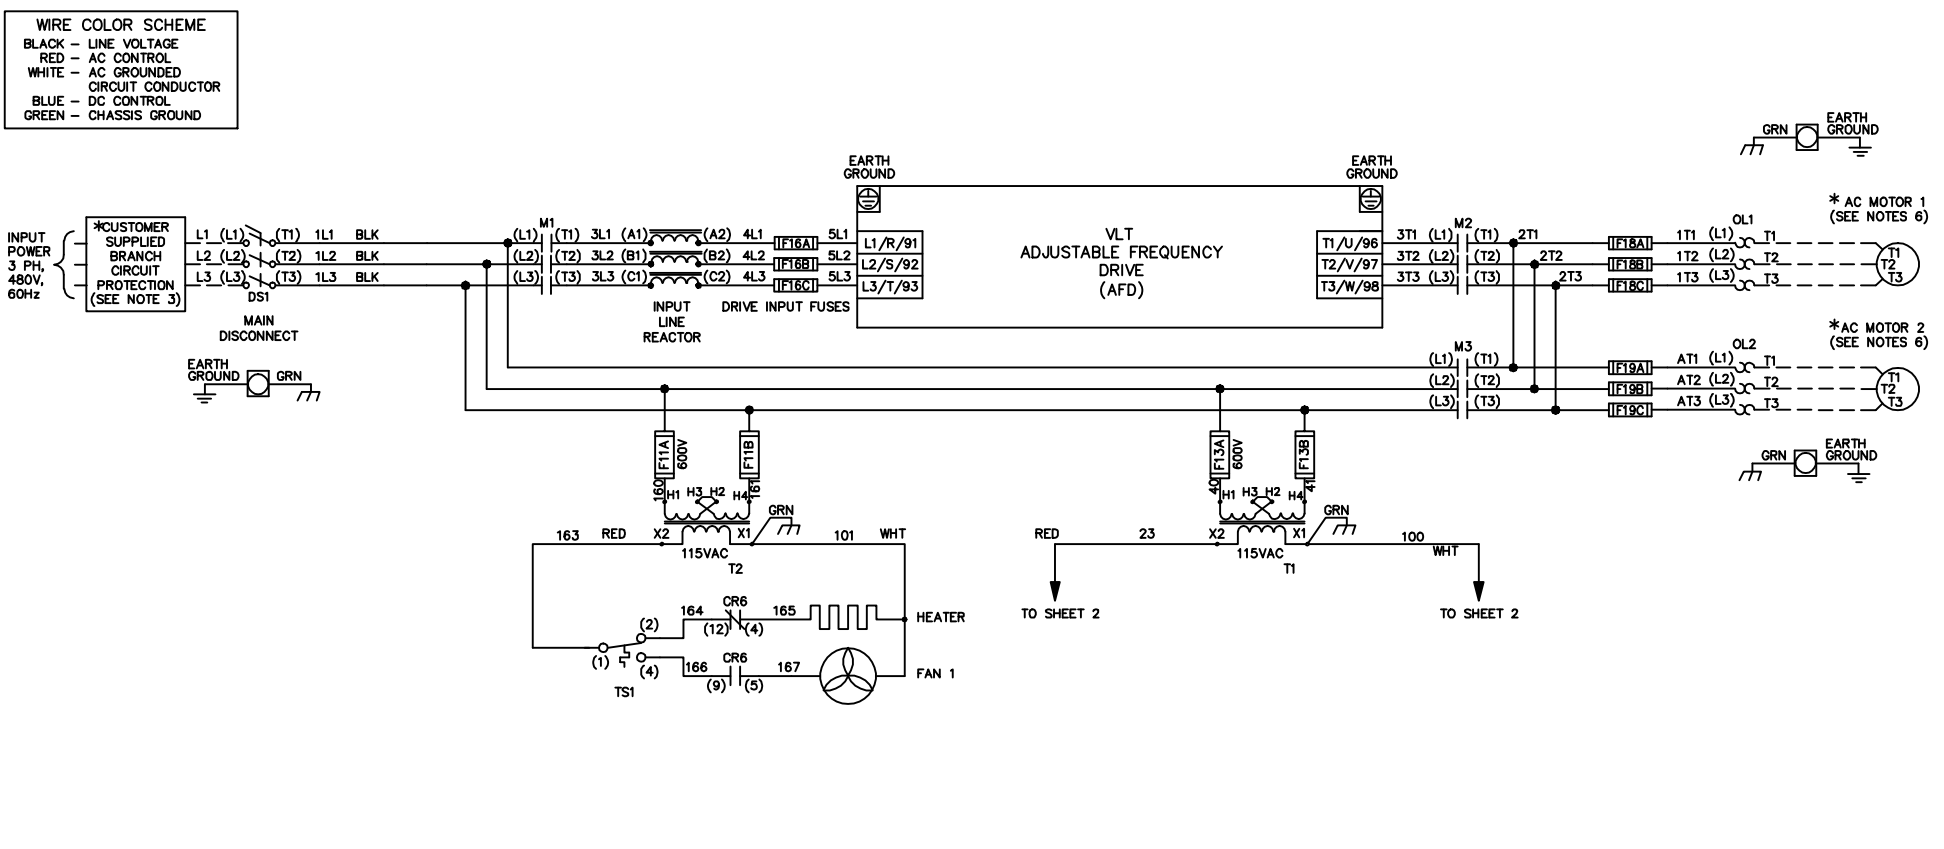 WIRE COLOR SCHEME
BLACK – LINE VOLTAGE
RED – AC CONTROL
WHITE – AC GROUNDED
CIRCUIT CONDUCTOR
BLUE – DC CONTROL
GREEN – CHASSIS GROUND
GRN
EARTH
GROUND
EARTH
GROUND
EARTH
GROUND
INPUT
POWER
3 PH,
480V,
60Hz
*CUSTOMER
SUPPLIED
BRANCH
CIRCUIT
PROTECTION
(SEE NOTE 3)
L1 (L1) (T1) 1L1 BLK
L2 (L2) (T2) 1L2 BLK
L3 (L3) (T3) 1L3 BLK
DS1
MAIN
DISCONNECT
M1
(L1) (T1) 3L1 (A1) (A2) 4L1 F16A 5L1 L1/R/91
(L2) (T2) 3L2 (B1) (B2) 4L2 F16B 5L2 L2/S/92
(L3) (T3) 3L3 (C1) (C2) 4L3 F16C 5L3 L3/T/93
INPUT
LINE
REACTOR
DRIVE INPUT FUSES
VLT
ADJUSTABLE FREQUENCY
DRIVE
(AFD)
M2
T1/U/96 3T1 (L1) (T1) 2T1 F18A 1T1 (L1) T1
T2/V/97 3T2 (L2) (T2) 2T2 F18B 1T2 (L2) T2
T3/W/98 3T3 (L3) (T3) 2T3 F18C 1T3 (L3) T3
OL1
* AC MOTOR 1
(SEE NOTES 6)
T1
T2
T3
M3
(L1) (T1) F19A AT1 (L1) T1
(L2) (T2) F19B AT2 (L2) T2
(L3) (T3) F19C AT3 (L3) T3
OL2
*AC MOTOR 2
(SEE NOTES 6)
T1
T2
T3
EARTH
GROUND
GRN
GRN
EARTH
GROUND
F11A
600V
F11B
160
161
H1 H3 H2 H4
GRN
163 RED X2 X1 101 WHT
115VAC
T2
F13A
600V
F13B
40
41
H1 H3 H2 H4
GRN
RED 23 X2 X1 100
WHT
115VAC
T1
TO SHEET 2
TO SHEET 2
CR6
164 165
(12) (4)
HEATER
(2)
(1)
(4)
TS1
CR6
166 167
(9) (5)
FAN 1